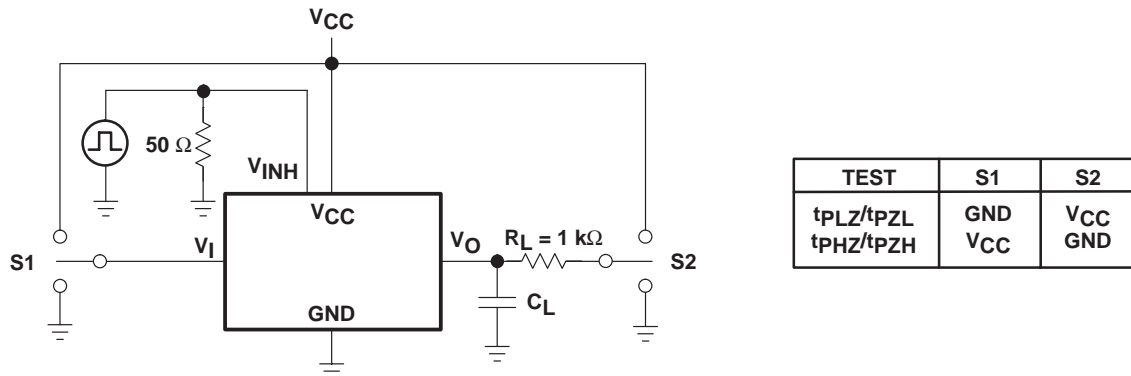 VCC
50 Ω
VINH
VCC
S1
VI
VO
RL = 1 kΩ
S2
CL
GND
TEST S1 S2
tPLZ/tPZL GND VCC
tPHZ/tPZH VCC GND